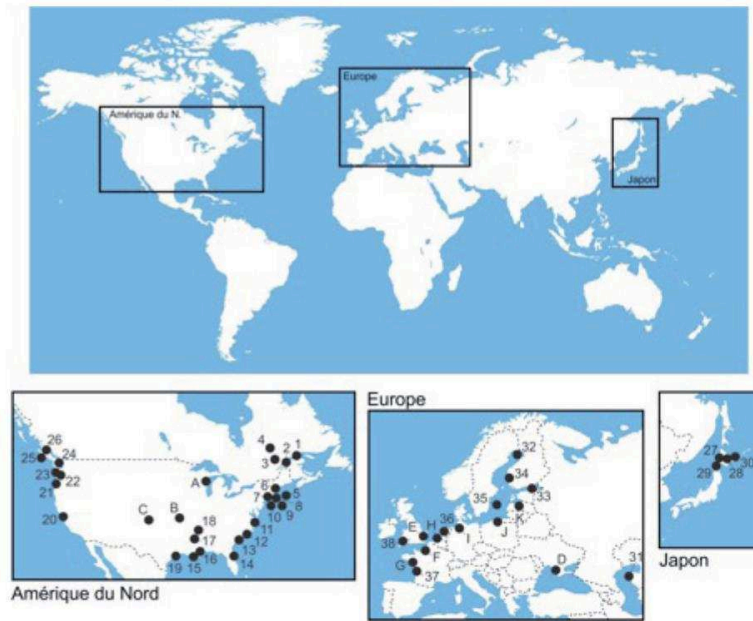 Europe
Amérique du N.
Japon
26
25
24
23
22
21
20
4
1
2
3
A
6
7
5
8
10
9
C
B
18
11
17
12
13
19
15
16
14
Amérique du Nord
Europe
32
34
33
35
K
E
H
36
J
38
I
F
D
G
37
31
27
30
29
28
Japon